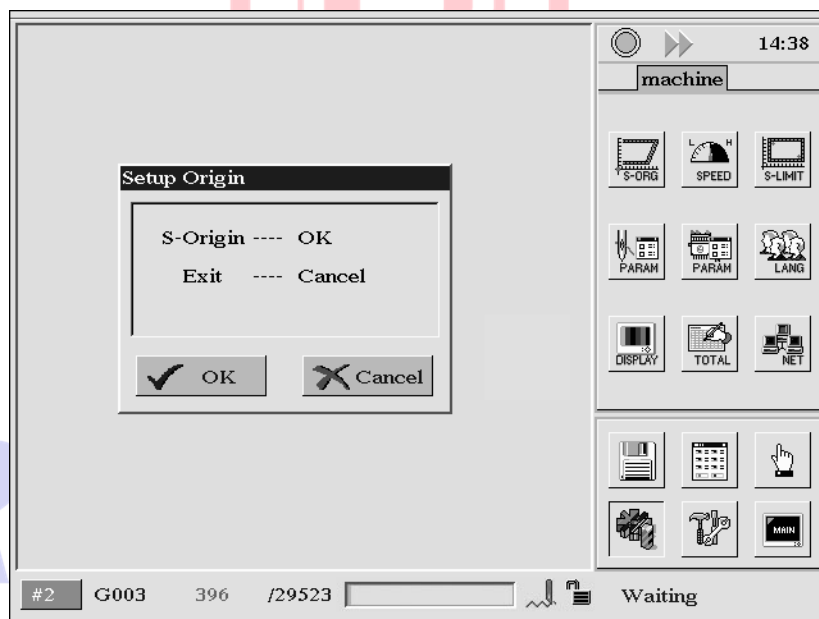 14:38
machine
Setup Origin
S-Origin ---- OK
Exit ---- Cancel
OK
Cancel
S-ORG
L H
SPEED
S-LIMIT
PARAM
PARAM
LANG
DISPLAY
TOTAL
NET
MAIN
#2 G003 396 /29523
Waiting